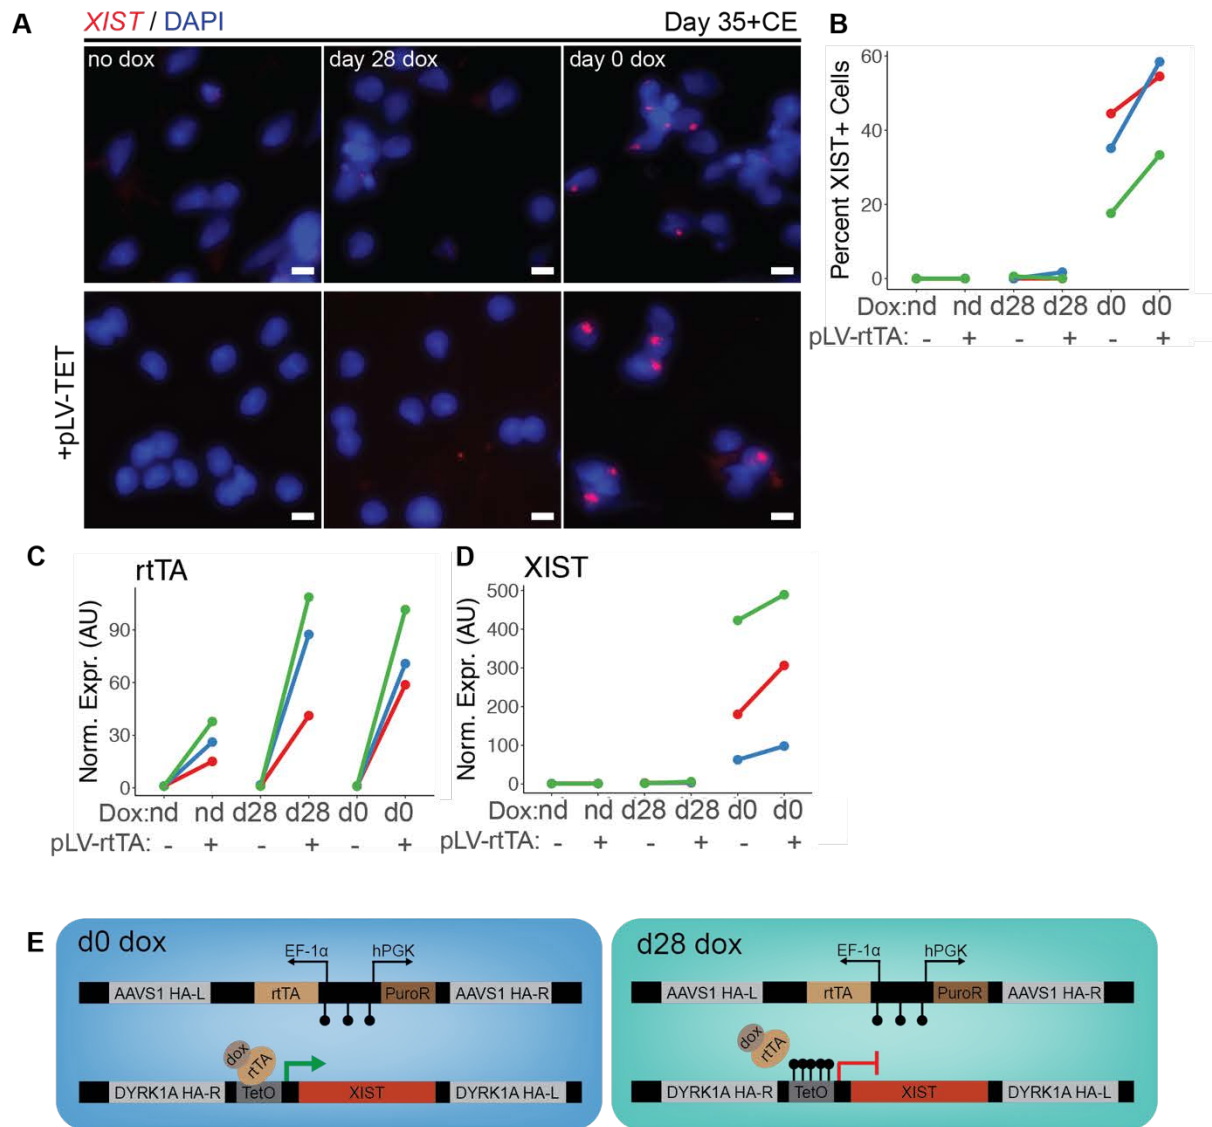 A
XIST / DAPI
Day 35+CE
no dox
day 28 dox
day 0 dox
+pLV-TET
B
Percent XIST+ Cells
60
40
20
0
Dox:nd nd d28 d28 d0 d0
pLV-rtTA: - + - + - +
C
rtTA
Norm. Expr. (AU)
90
60
30
0
Dox:nd nd d28 d28 d0 d0
pLV-rtTA: - + - + - +
D
XIST
Norm. Expr. (AU)
500
400
300
200
100
0
Dox:nd nd d28 d28 d0 d0
pLV-rtTA: - + - + - +
E
d0 dox
EF-1α hPGK
AAVS1 HA-L rtTA PuroR AAVS1 HA-R
dox
rtTA
DYRK1A HA-R TetO XIST DYRK1A HA-L
d28 dox
EF-1α hPGK
AAVS1 HA-L rtTA PuroR AAVS1 HA-R
dox
rtTA
DYRK1A HA-R TetO XIST DYRK1A HA-L